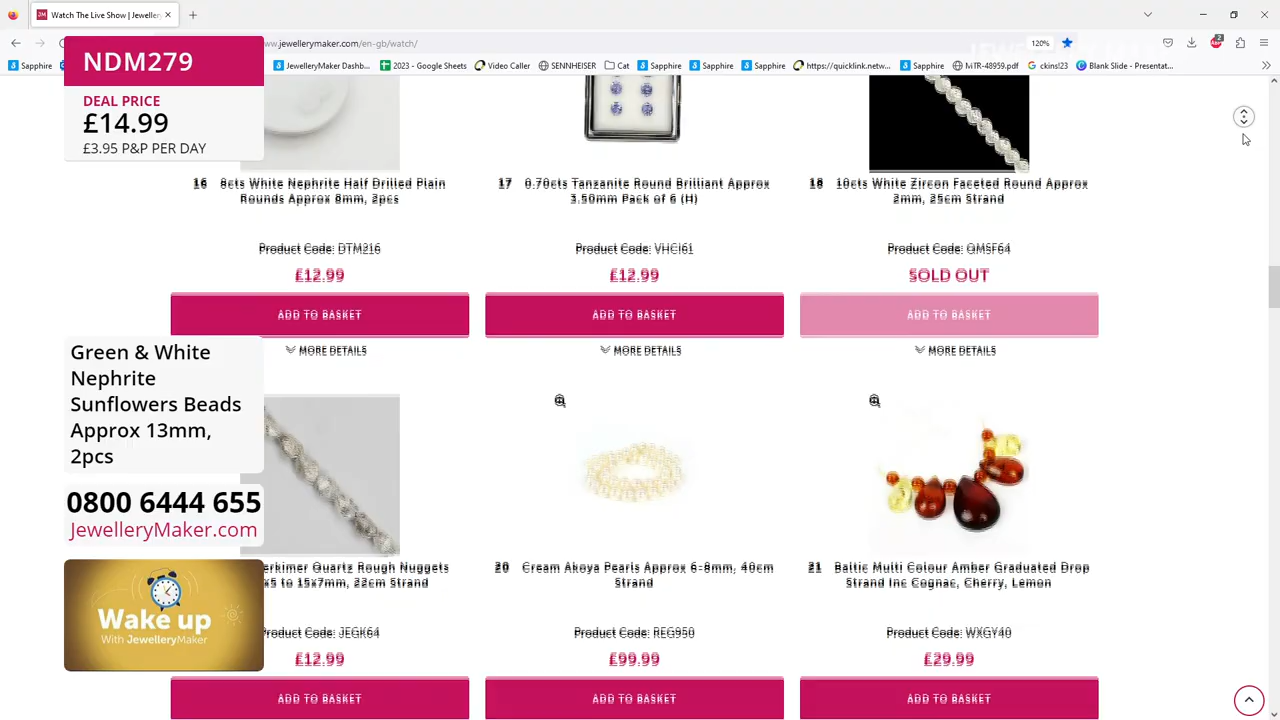 Watch The Live Show | Jeweller
ww.jewellerymaker.com/en-gb/watch/
120%
Sapphire
JewelleryMaker Dashb...
2023 - Google Sheets
Video Caller
SENNHEISER
Cat
Sapphire
Sapphire
Sapphire
https://quicklink.netw...
Sapphire
MTR-48959.pdf
ckins!23
Blank Slide - Presentat...
NDM279
DEAL PRICE
£14.99
£3.95 P&P PER DAY
16 8cts White Nephrite Half Drilled Plain
Rounds Approx 8mm, 2pcs
Product Code: DTM216
£12.99
ADD TO BASKET
MORE DETAILS
17 0.70cts Tanzanite Round Brilliant Approx
3.50mm Pack of 6 (H)
Product Code: VHCI61
£12.99
ADD TO BASKET
MORE DETAILS
18 10cts White Zircon Faceted Round Approx
2mm, 25cm Strand
Product Code: QMSF64
SOLD OUT
ADD TO BASKET
MORE DETAILS
Green & White
Nephrite
Sunflowers Beads
Approx 13mm,
2pcs
0800 6444 655
JewelleryMaker.com
Wake up
With JewelleryMaker
erkimer Quartz Rough Nuggets
x5 to 15x7mm, 22cm Strand
Product Code: JEGK64
£12.99
ADD TO BASKET
20 Cream Akoya Pearls Approx 6-8mm, 40cm
Strand
Product Code: REG950
£99.99
ADD TO BASKET
21 Baltic Multi Colour Amber Graduated Drop
Strand Inc Cognac, Cherry, Lemon
Product Code: WXGY40
£29.99
ADD TO BASKET